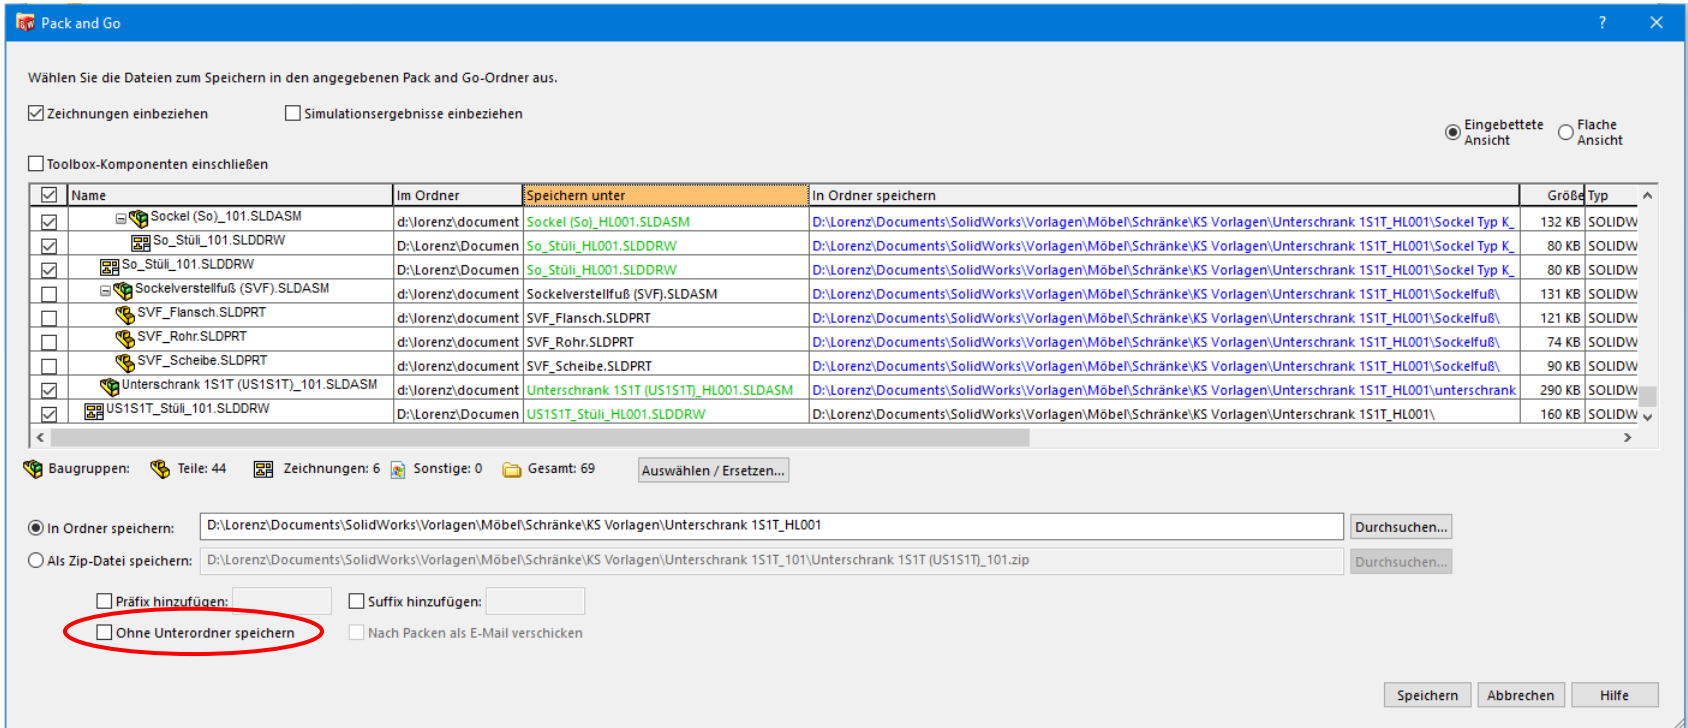 Pack and Go
Wählen Sie die Dateien zum Speichern in den angegebenen Pack and Go-Ordner aus.
Zeichnungen einbeziehen Simulationsergebnisse einbeziehen
Eingebettete Ansicht Flache Ansicht
Toolbox-Komponenten einschließen
Name Im Ordner Speichern unter In Ordner speichern Größe Typ
Sockel (So)_101.SLDASM d:\lorenz\document Sockel (So)_HL001.SLDASM D:\Lorenz\Documents\SolidWorks\Vorlagen\Möbel\Schränke\KS Vorlagen\Unterschrank 1S1T_HL001\Sockel Typ K_ 132 KB SOLIDW
So_Stüli_101.SLDDRW D:\Lorenz\Documen So_Stüli_HL001.SLDDRW D:\Lorenz\Documents\SolidWorks\Vorlagen\Möbel\Schränke\KS Vorlagen\Unterschrank 1S1T_HL001\Sockel Typ K_ 80 KB SOLIDW
So_Stüli_101.SLDDRW D:\Lorenz\Documen So_Stüli_HL001.SLDDRW D:\Lorenz\Documents\SolidWorks\Vorlagen\Möbel\Schränke\KS Vorlagen\Unterschrank 1S1T_HL001\Sockel Typ K_ 80 KB SOLIDW
Sockelverstellfuß (SVF).SLDASM d:\lorenz\document Sockelverstellfuß (SVF).SLDASM D:\Lorenz\Documents\SolidWorks\Vorlagen\Möbel\Schränke\KS Vorlagen\Unterschrank 1S1T_HL001\Sockelfuß\ 131 KB SOLIDW
SVF_Flansch.SLDPRT d:\lorenz\document SVF_Flansch.SLDPRT D:\Lorenz\Documents\SolidWorks\Vorlagen\Möbel\Schränke\KS Vorlagen\Unterschrank 1S1T_HL001\Sockelfuß\ 121 KB SOLIDW
SVF_Rohr.SLDPRT d:\lorenz\document SVF_Rohr.SLDPRT D:\Lorenz\Documents\SolidWorks\Vorlagen\Möbel\Schränke\KS Vorlagen\Unterschrank 1S1T_HL001\Sockelfuß\ 74 KB SOLIDW
SVF_Scheibe.SLDPRT d:\lorenz\document SVF_Scheibe.SLDPRT D:\Lorenz\Documents\SolidWorks\Vorlagen\Möbel\Schränke\KS Vorlagen\Unterschrank 1S1T_HL001\Sockelfuß\ 90 KB SOLIDW
Unterschrank 1S1T (US1S1T)_101.SLDASM d:\lorenz\document Unterschrank 1S1T (US1S1T)_HL001.SLDASM D:\Lorenz\Documents\SolidWorks\Vorlagen\Möbel\Schränke\KS Vorlagen\Unterschrank 1S1T_HL001\unterschrank 290 KB SOLIDW
US1S1T_Stüli_101.SLDDRW D:\Lorenz\Documen US1S1T_Stüli_HL001.SLDDRW D:\Lorenz\Documents\SolidWorks\Vorlagen\Möbel\Schränke\KS Vorlagen\Unterschrank 1S1T_HL001\ 160 KB SOLIDW
Baugruppen: Teile: 44 Zeichnungen: 6 Sonstige: 0 Gesamt: 69 Auswählen / Ersetzen...
In Ordner speichern: D:\Lorenz\Documents\SolidWorks\Vorlagen\Möbel\Schränke\KS Vorlagen\Unterschrank 1S1T_HL001 Durchsuchen...
Als Zip-Datei speichern: D:\Lorenz\Documents\SolidWorks\Vorlagen\Möbel\Schränke\KS Vorlagen\Unterschrank 1S1T_101\Unterschrank 1S1T (US1S1T)_101.zip Durchsuchen...
Präfix hinzufügen: Suffix hinzufügen:
Ohne Unterordner speichern Nach Packen als E-Mail verschicken
Speichern Abbrechen Hilfe